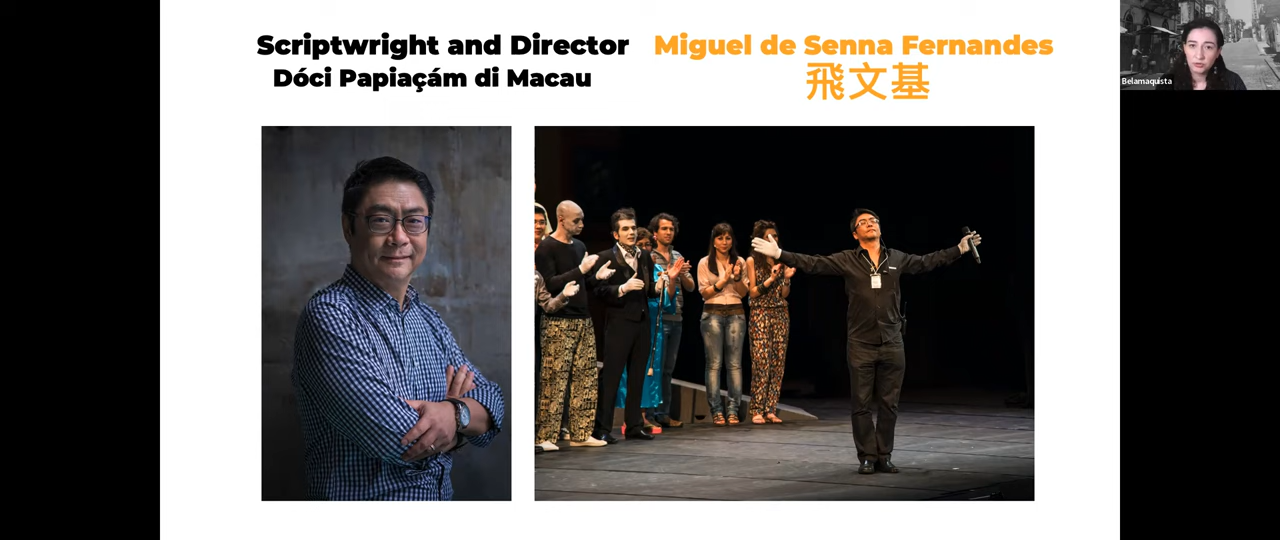 Scriptwright and Director
Dóci Papiaçám di Macau
Miguel de Senna Fernandes
飛文基
Belamaquista